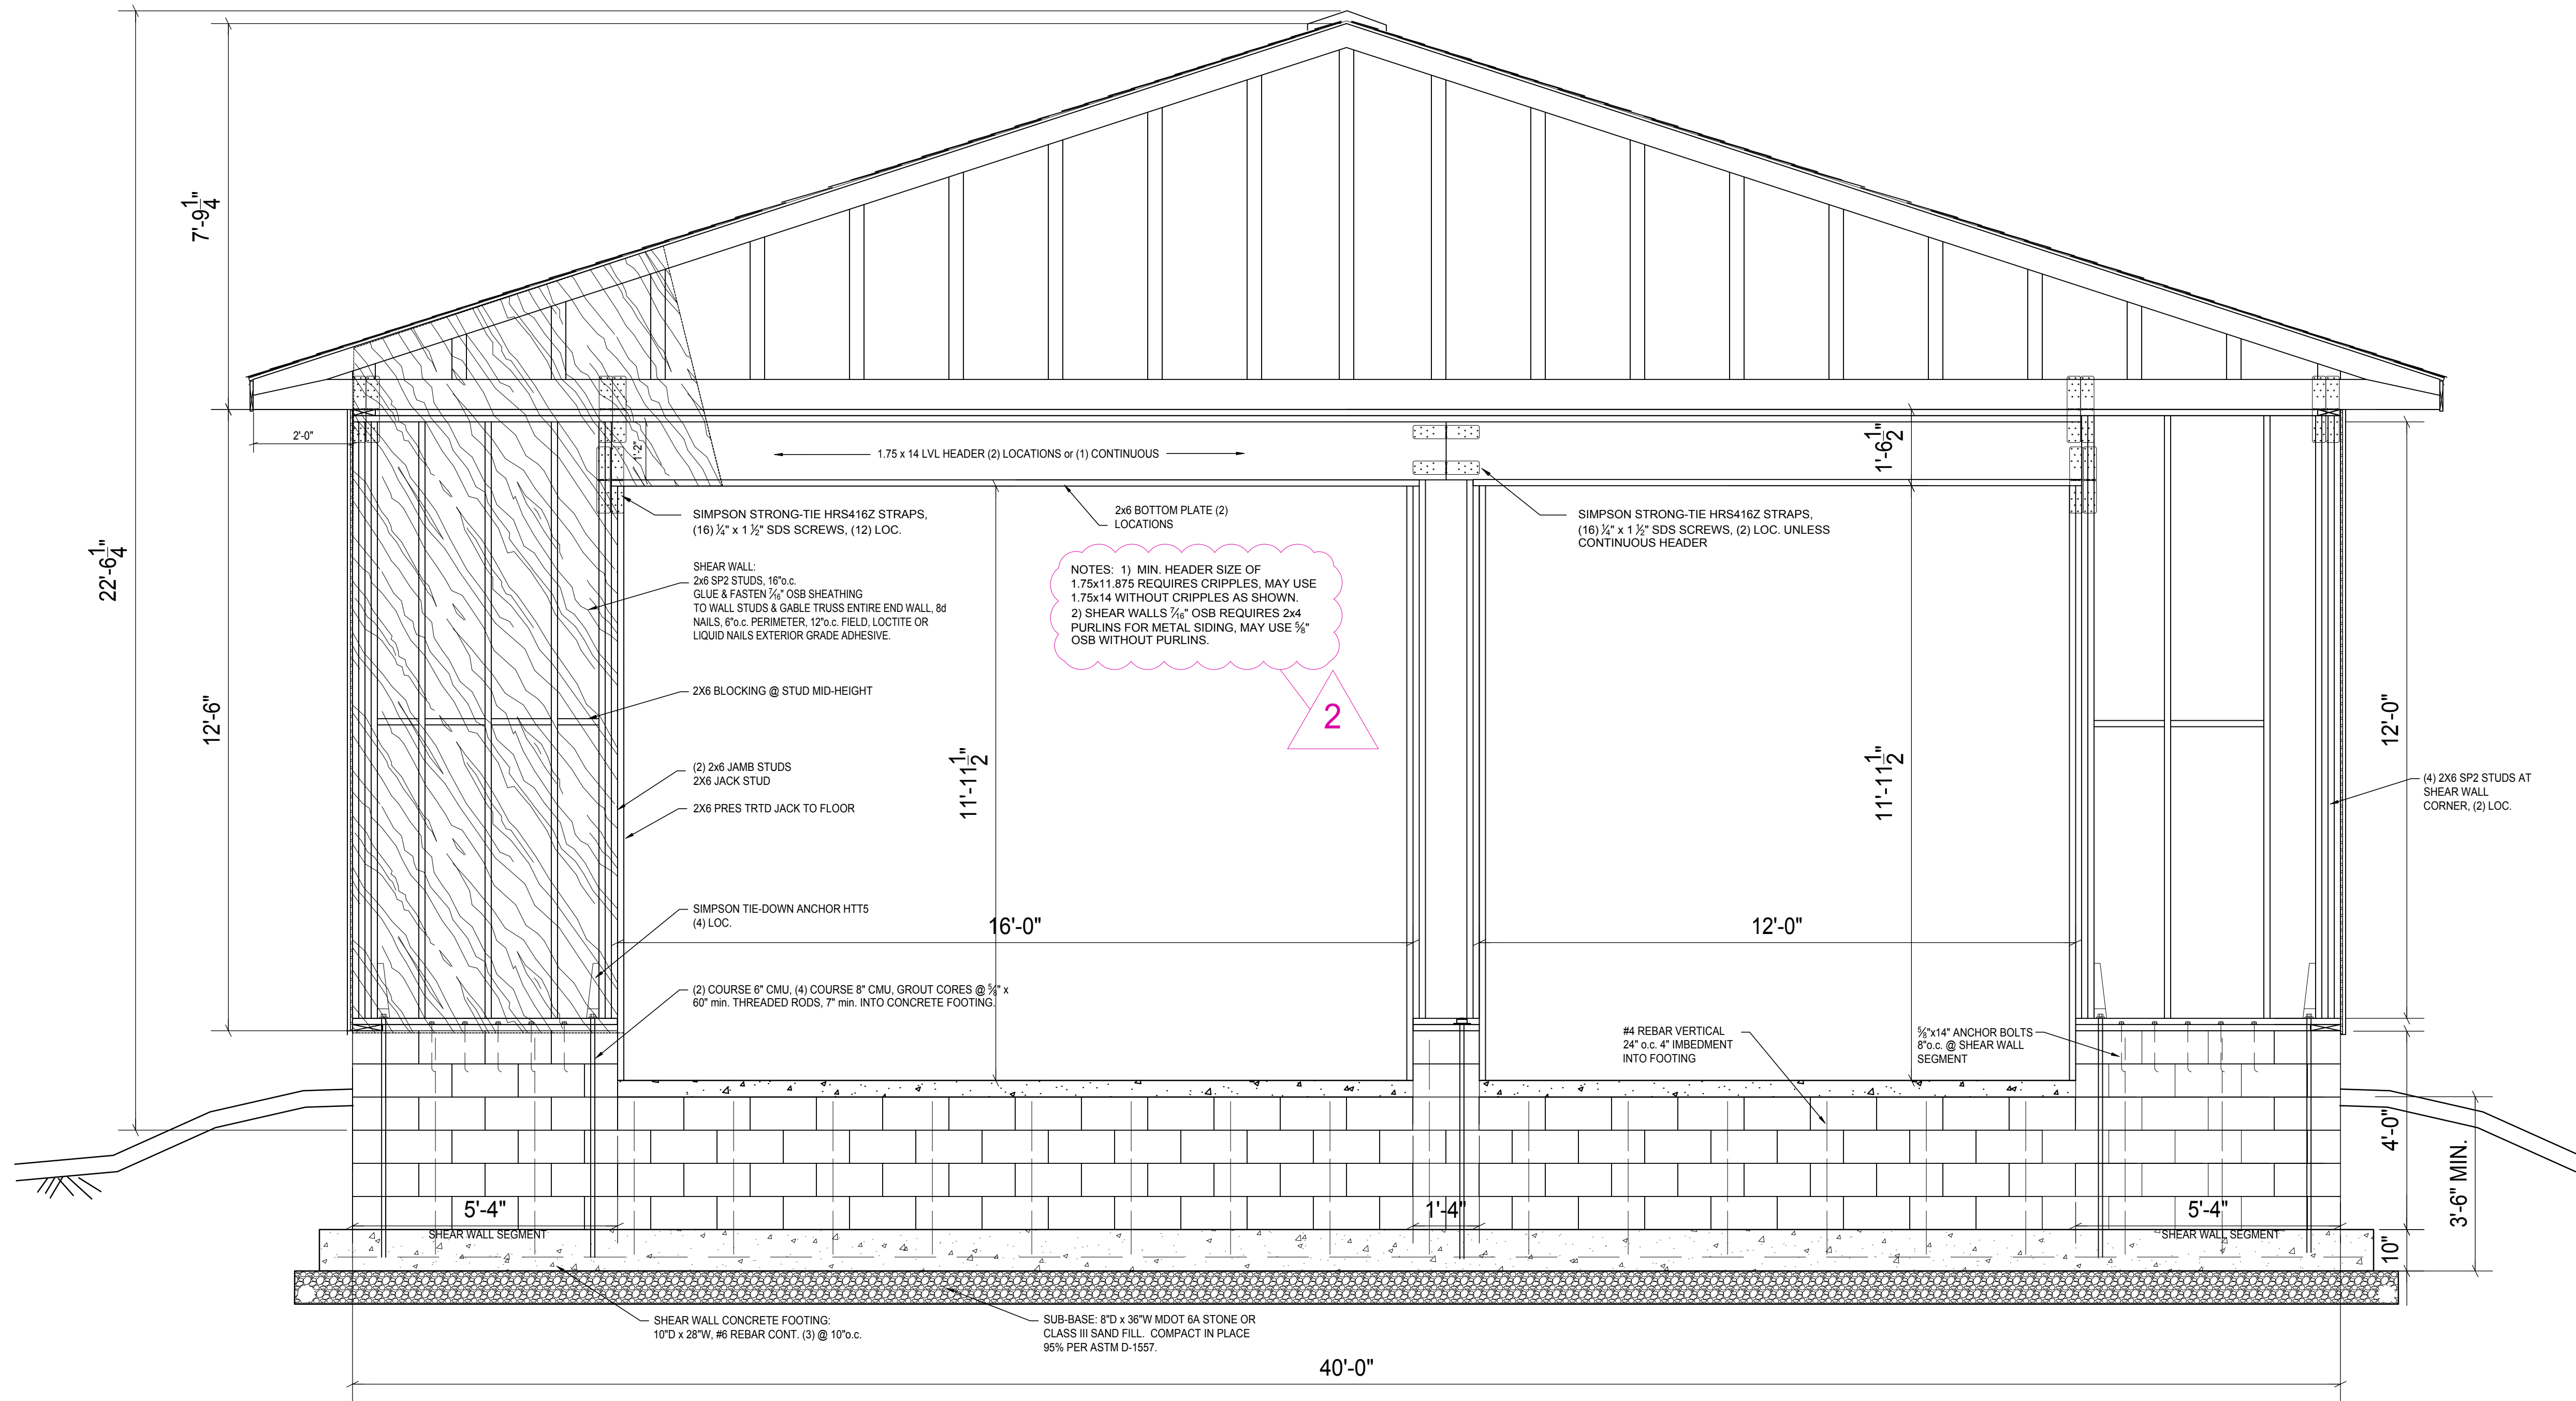 7'-9 1/4"
22'-6 1/4"
12'-6"
2'-0"
1'-2"
1.75 x 14 LVL HEADER (2) LOCATIONS or (1) CONTINUOUS
1'-6 1/2"
SIMPSON STRONG-TIE HRS416Z STRAPS,
(16) 1/4" x 1 1/2" SDS SCREWS, (12) LOC.
2x6 BOTTOM PLATE (2)
LOCATIONS
SIMPSON STRONG-TIE HRS416Z STRAPS,
(16) 1/4" x 1 1/2" SDS SCREWS, (2) LOC. UNLESS
CONTINUOUS HEADER
SHEAR WALL:
2x6 SP2 STUDS, 16"o.c.
GLUE & FASTEN 7/16" OSB SHEATHING
TO WALL STUDS & GABLE TRUSS ENTIRE END WALL, 8d
NAILS, 6"o.c. PERIMETER, 12"o.c. FIELD, LOCTITE OR
LIQUID NAILS EXTERIOR GRADE ADHESIVE.
NOTES: 1) MIN. HEADER SIZE OF
1.75x11.875 REQUIRES CRIPPLES, MAY USE
1.75x14 WITHOUT CRIPPLES AS SHOWN.
2) SHEAR WALLS 7/16" OSB REQUIRES 2x4
PURLINS FOR METAL SIDING, MAY USE 5/8"
OSB WITHOUT PURLINS.
2
2X6 BLOCKING @ STUD MID-HEIGHT
(2) 2x6 JAMB STUDS
2X6 JACK STUD
2X6 PRES TRTD JACK TO FLOOR
11'-11 1/2"
11'-11 1/2"
12'-0"
(4) 2X6 SP2 STUDS AT
SHEAR WALL
CORNER, (2) LOC.
SIMPSON TIE-DOWN ANCHOR HTT5
(4) LOC.
16'-0"
12'-0"
(2) COURSE 6" CMU, (4) COURSE 8" CMU, GROUT CORES @ 5/8" x
60" min. THREADED RODS, 7" min. INTO CONCRETE FOOTING.
#4 REBAR VERTICAL
24" o.c. 4" IMBEDMENT
INTO FOOTING
5/8"x14" ANCHOR BOLTS
8"o.c. @ SHEAR WALL
SEGMENT
4'-0"
3'-6" MIN.
10"
5'-4"
SHEAR WALL SEGMENT
1'-4"
5'-4"
SHEAR WALL SEGMENT
SHEAR WALL CONCRETE FOOTING:
10"D x 28"W, #6 REBAR CONT. (3) @ 10"o.c.
SUB-BASE: 8"D x 36"W MDOT 6A STONE OR
CLASS III SAND FILL. COMPACT IN PLACE
95% PER ASTM D-1557.
40'-0"